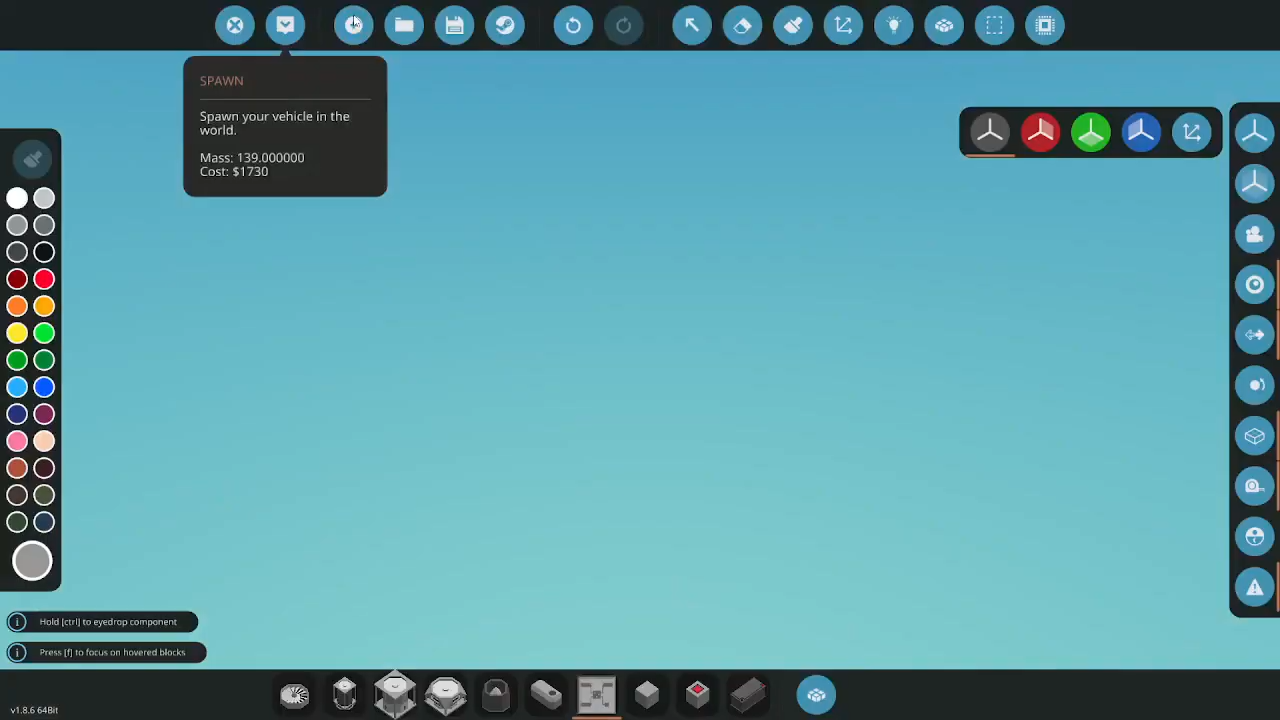 SPAWN
Spawn your vehicle in the
world.
Mass: 139.000000
Cost: $1730
Hold [ctrl] to eyedrop component
Press [f] to focus on hovered blocks
v1.8.6 64Bit